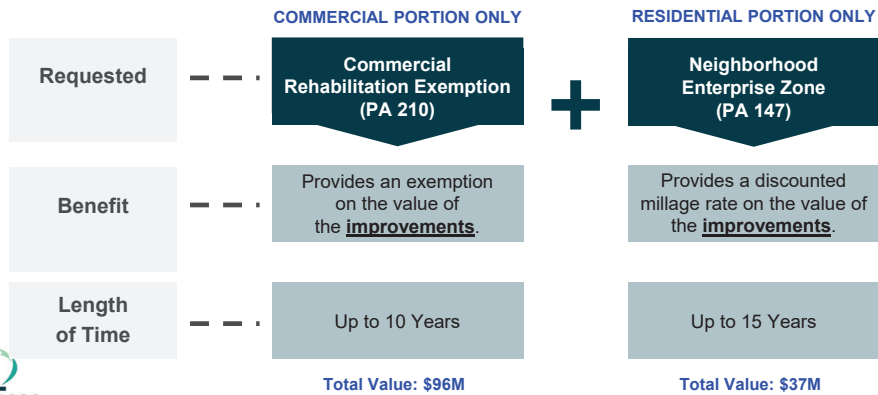 COMMERCIAL PORTION ONLY
RESIDENTIAL PORTION ONLY
Requested
Commercial
Rehabilitation Exemption
(PA 210)
+
Neighborhood
Enterprise Zone
(PA 147)
Benefit
Provides an exemption
on the value of
the improvements.
Provides a discounted
millage rate on the value of
the improvements.
Length
of Time
Up to 10 Years
Up to 15 Years
Total Value: $96M
Total Value: $37M